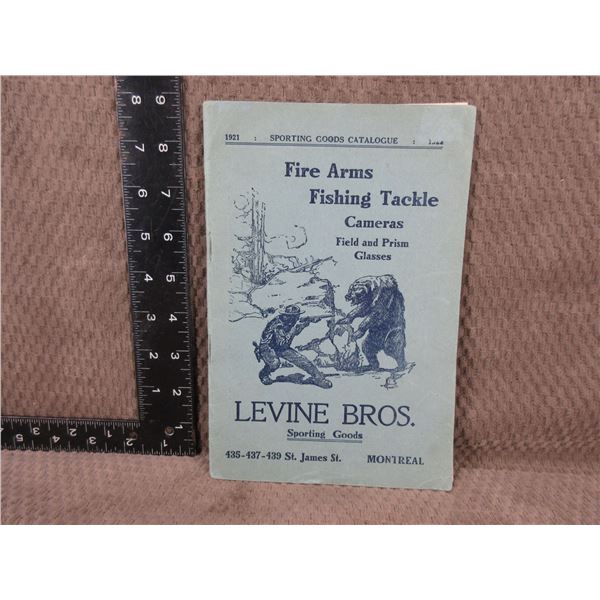 1921 : SPORTING GOODS CATALOGUE : 1922
Fire Arms
Fishing Tackle
Cameras
Field and Prism
Glasses
LEVINE BROS.
Sporting Goods
435-437-439 St. James St. MONTREAL